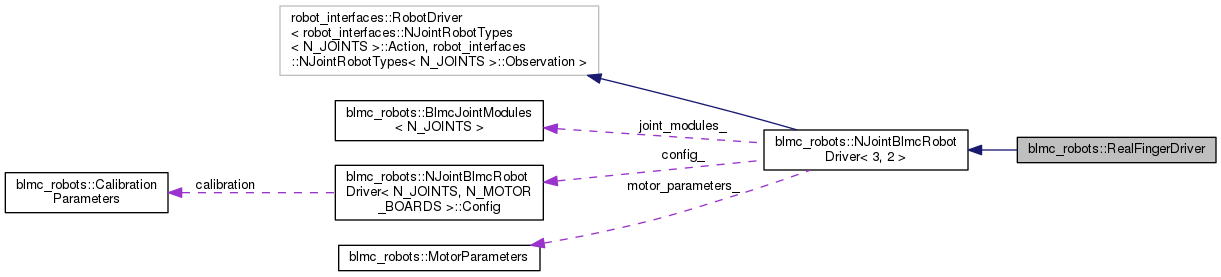 robot_interfaces::RobotDriver
< robot_interfaces::NJointRobotTypes
< N_JOINTS >::Action, robot_interfaces
::NJointRobotTypes< N_JOINTS >::Observation >
blmc_robots::BlmcJointModules
< N_JOINTS >
joint_modules_
blmc_robots::NJointBlmcRobot
Driver< 3, 2 >
blmc_robots::RealFingerDriver
config_
blmc_robots::Calibration
Parameters
calibration
blmc_robots::NJointBlmcRobot
Driver< N_JOINTS, N_MOTOR
_BOARDS >::Config
motor_parameters_
blmc_robots::MotorParameters